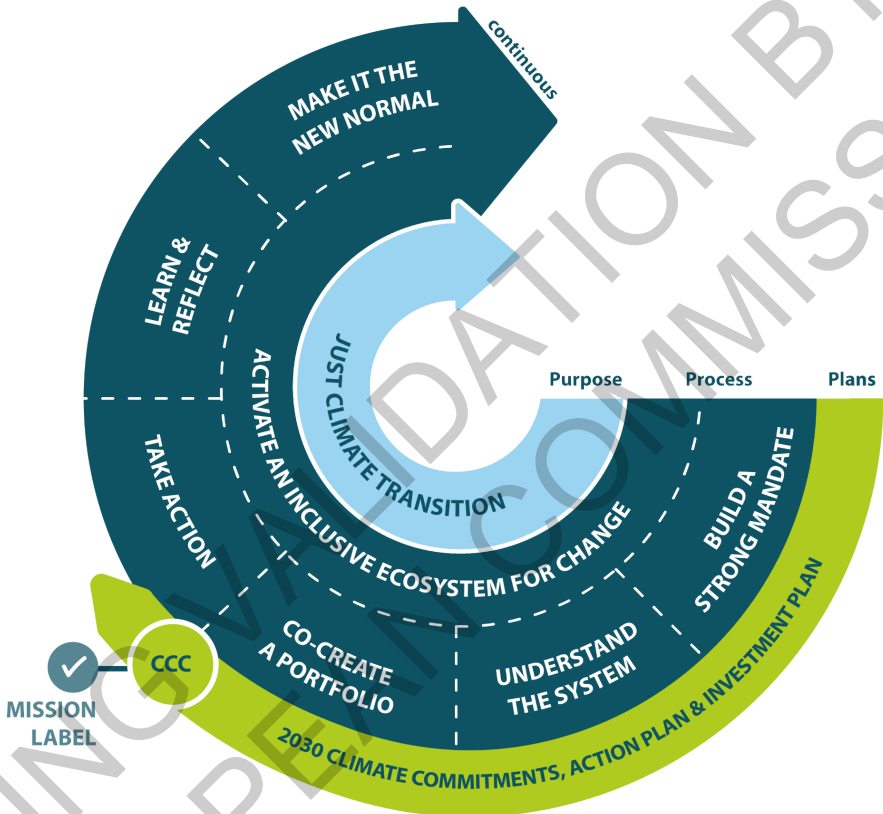 continuous
MAKE IT THE
NEW NORMAL
LEARN &
REFLECT
TAKE ACTION
ACTIVATE AN INCLUSIVE ECOSYSTEM FOR CHANGE
JUST CLIMATE TRANSITION
Purpose
Process
Plans
BUILD A
STRONG MANDATE
UNDERSTAND
THE SYSTEM
CO-CREATE
A PORTFOLIO
CCC
MISSION
LABEL
2030 CLIMATE COMMITMENTS, ACTION PLAN & INVESTMENT PLAN
VALIDATION